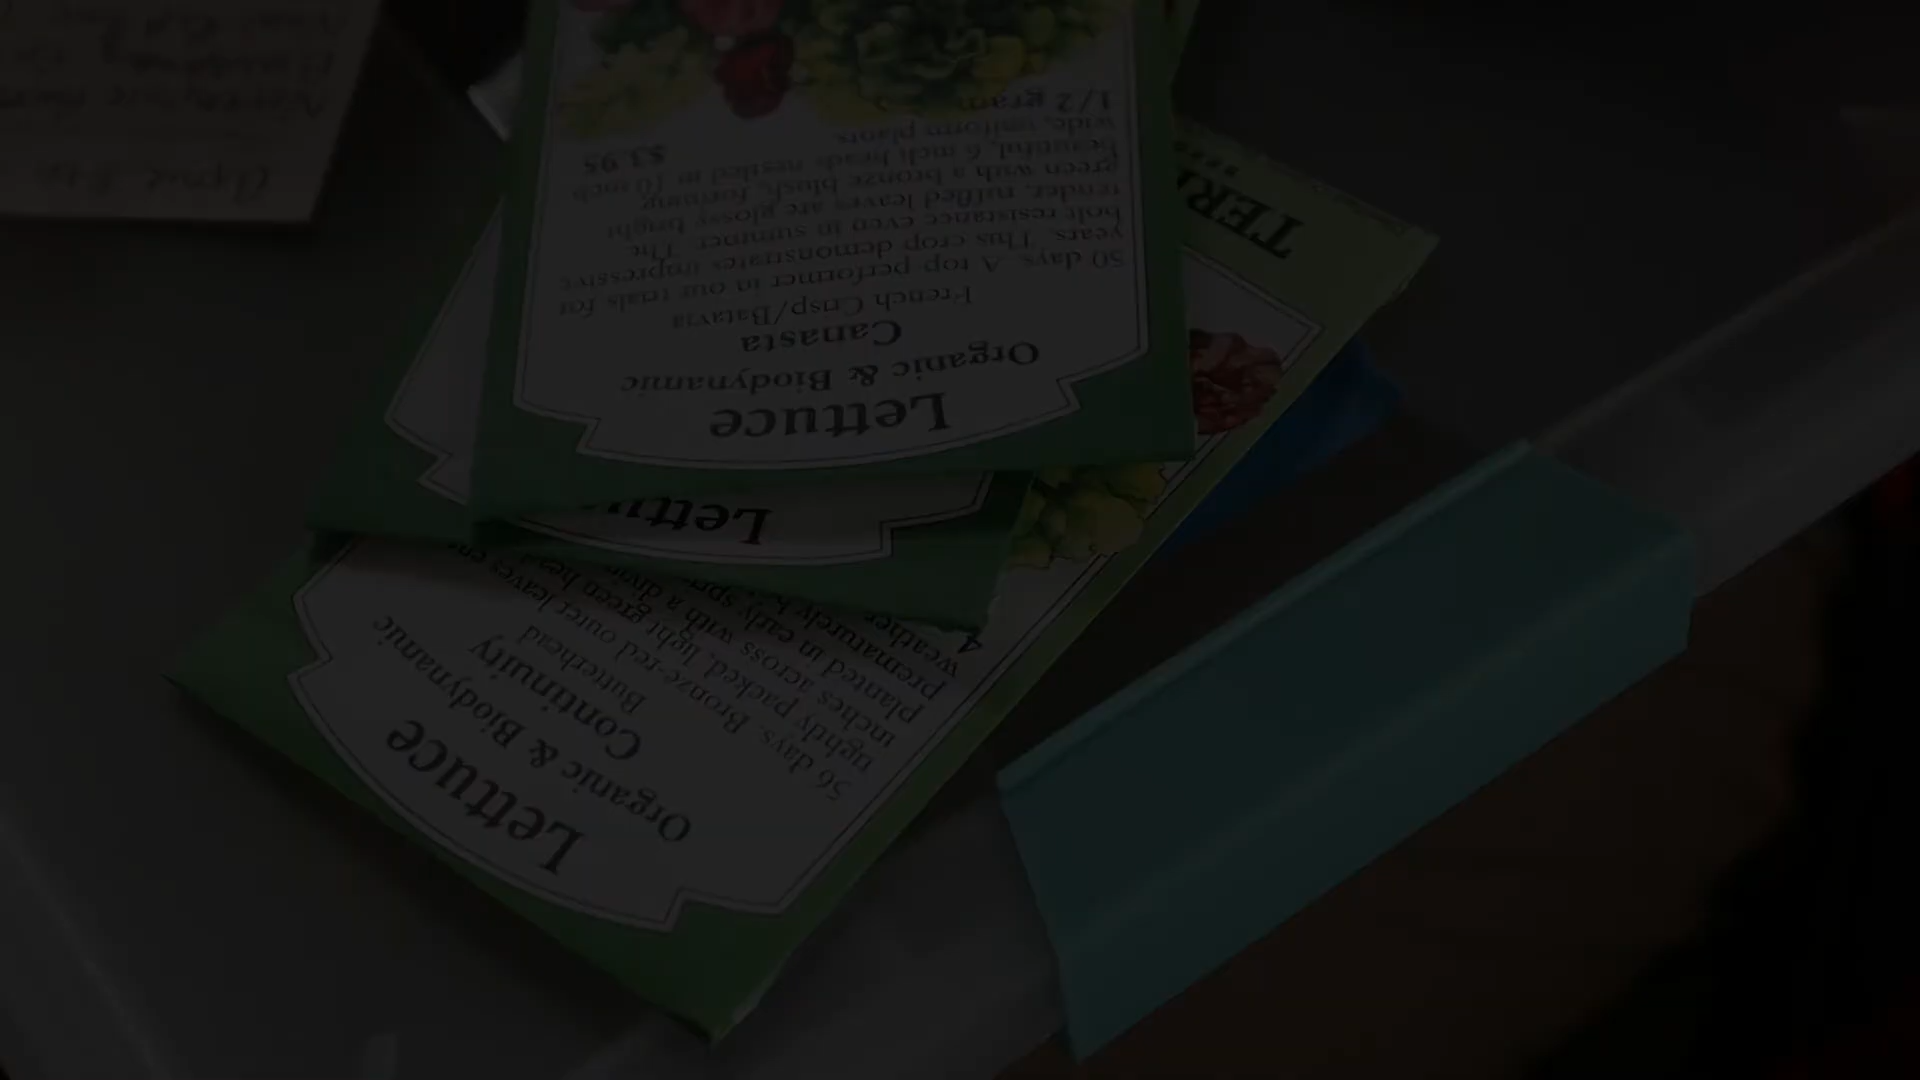 Lettuce
Organic & Biodynamic
Canasta
French Crisp/Batavia
50 days. A top performer in our trials for
years. This crop demonstrates impressive
bolt resistance even in summer. The
tender, ruffled leaves are glossy bright
green with a bronze blush, forming
beautiful, 6 inch heads nestled in 10 inch
wide, uniform plants.
$3.95
1/2 gram
Lettu
Lettuce
Organic & Biodynamic
Continuity
Butterhead
56 days. Bronze-red outer leaves
tightly packed, light green
inches across with a
planted in early
prematurely
weather
4
TERR